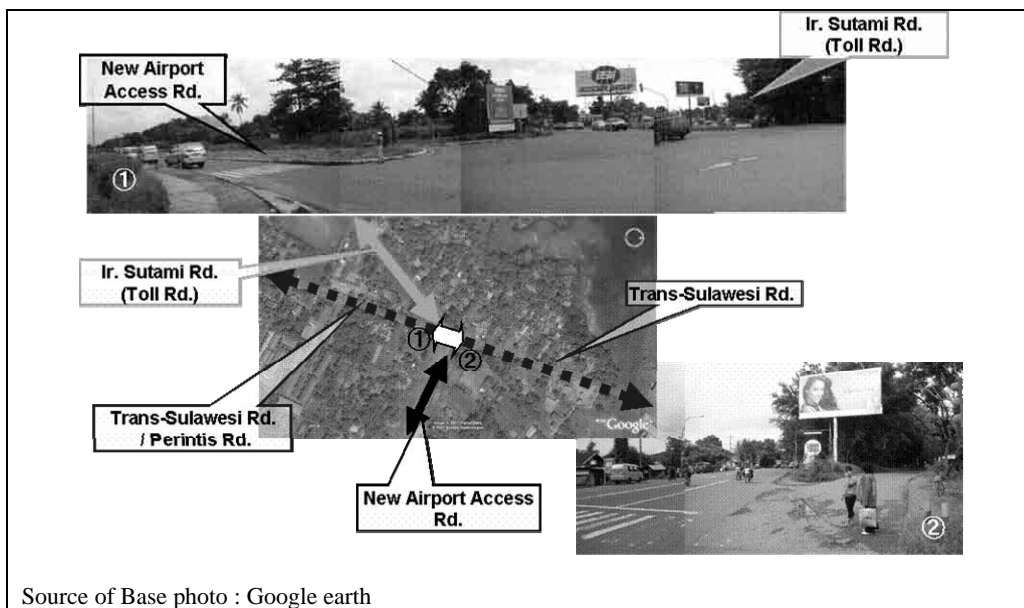 Ir. Sutami Rd.
(Toll Rd.)
New Airport
Access Rd.
①
Ir. Sutami Rd.
(Toll Rd.)
Trans-Sulawesi Rd.
①
②
Trans-Sulawesi Rd.
/ Perintis Rd.
Google
New Airport Access
Rd.
②
Source of Base photo : Google earth